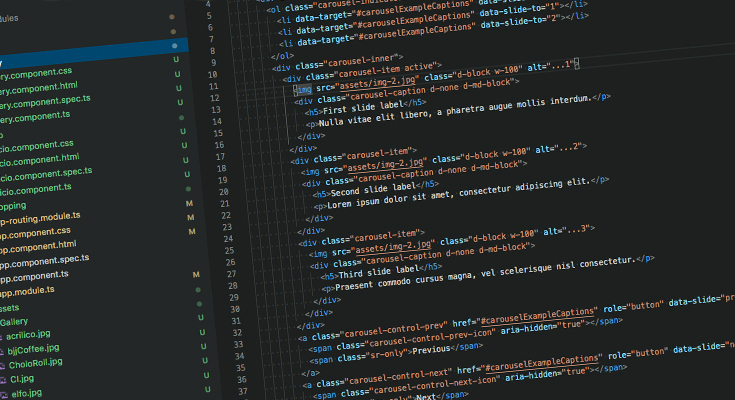 ules
ery.component.css
U
ery.component.html
U
ery.component.spec.ts
U
ery.component.ts
U
cio.component.css
U
icio.component.html
U
icio.component.spec.ts
U
icio.component.ts
U
opping
p-routing.module.ts
M
pp.component.css
M
pp.component.html
M
pp.component.spec.ts
pp.component.ts
app.module.ts
M
ssets
Gallery
acrilico.jpg
bjjCoffee.jpg
CholoRoll.jpg
U
CI.jpg
U
elfo.jpg
U
4 <ol class="carousel-indic
5 <li data-target="#carouselExampleCaptions" data-slide-to=
6 <li data-target="#carouselExampleCaptions" data-slide-to="1"></li>
7 <li data-target="#carouselExampleCaptions" data-slide-to="2"></li>
8 </ol>
9 <div class="carousel-inner">
10 <div class="carousel-item active">
11 <img src="assets/img-2.jpg" class="d-block w-100" alt="...1"
12 <div class="carousel-caption d-none d-md-block">
13 <h5>First slide label</h5>
14 <p>Nulla vitae elit libero, a pharetra augue mollis interdum.</p>
15 </div>
16 </div>
17 <div class="carousel-item">
18 <img src="assets/img-2.jpg" class="d-block w-100" alt="...2">
19 <div class="carousel-caption d-none d-md-block">
20 <h5>Second slide label</h5>
21 <p>Lorem ipsum dolor sit amet, consectetur adipiscing elit.</p>
22 </div>
23 </div>
24 <div class="carousel-item">
25 <img src="assets/img-2.jpg" class="d-block w-100" alt="...3">
26 <div class="carousel-caption d-none d-md-block">
27 <h5>Third slide label</h5>
28 <p>Praesent commodo cursus magna, vel scelerisque nisl consectetur.</p>
29 </div>
30 </div>
31 </div>
32 <a class="carousel-control-prev" href="#carouselExampleCaptions" role="button" data-slide="pr
33 <span class="carousel-control-prev-icon" aria-hidden="true"></span>
34 <span class="sr-only">Previous</span>
35 </a>
36 <a class="carousel-control-next" href="#carouselExampleCaptions" role="button" data-slide="ne
37 <span class="carousel-control-next-icon" aria-hidden="true"></span>
Next</span>